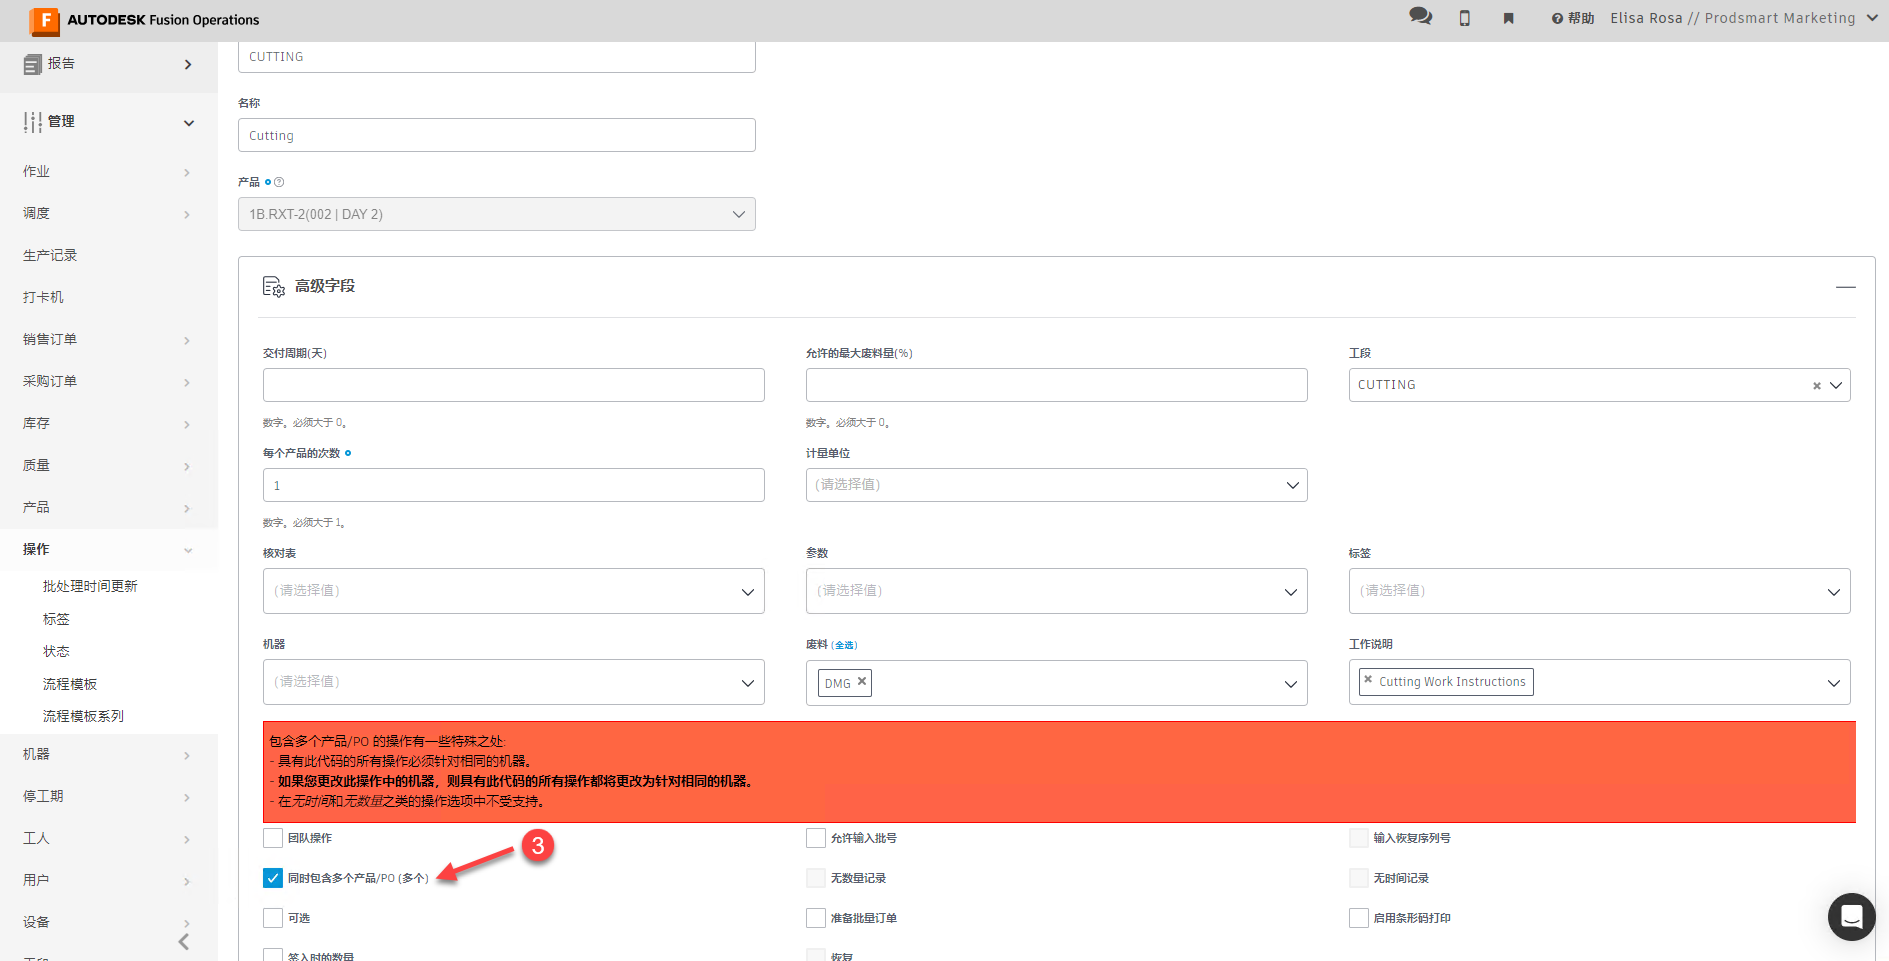 AUTODESK Fusion Operations
帮助
Elisa Rosa // Prodsmart Marketing
报告
管理
作业
调度
生产记录
打卡机
销售订单
采购订单
库存
质量
产品
操作
批处理时间更新
标签
状态
流程模板
流程模板系列
机器
停工期
工人
用户
设备
CUTTING
名称
Cutting
产品
1B.RXT-2(002 | DAY 2)
高级字段
交付周期(天)
允许的最大废料量(%)
工段
CUTTING
数字。必须大于 0。
数字。必须大于 0。
每个产品的次数
计量单位
1
(请选择值)
数字。必须大于 1。
核对表
参数
标签
(请选择值)
(请选择值)
(请选择值)
机器
废料 (全选)
工作说明
(请选择值)
DMG
Cutting Work Instructions
包含多个产品/PO 的操作有一些特殊之处:
- 具有此代码的所有操作必须针对相同的机器。
- 如果您更改此操作中的机器，则具有此代码的所有操作都将更改为针对相同的机器。
- 在无时间和无数量之类的操作选项中不受支持。
团队操作
允许输入批号
输入恢复序列号
3
同时包含多个产品/PO (多个)
无数量记录
无时间记录
可选
准备批量订单
启用条形码打印
签入时的数量
恢复